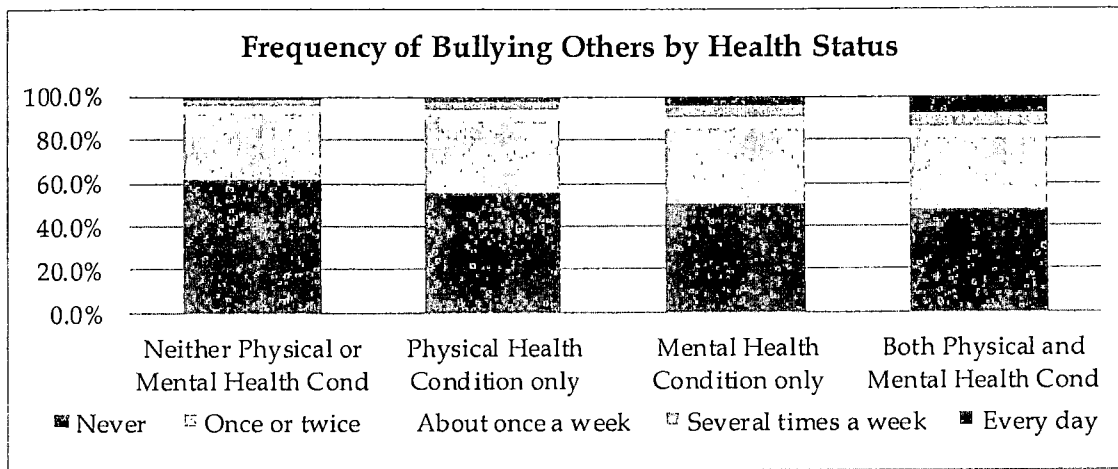 Frequency of Bullying Others by Health Status
100.0%
80.0%
60.0%
40.0%
20.0%
0.0%
Neither Physical or
Mental Health Cond
Physical Health
Condition only
Mental Health
Condition only
Both Physical and
Mental Health Cond
Never Once or twice About once a week Several times a week Every day